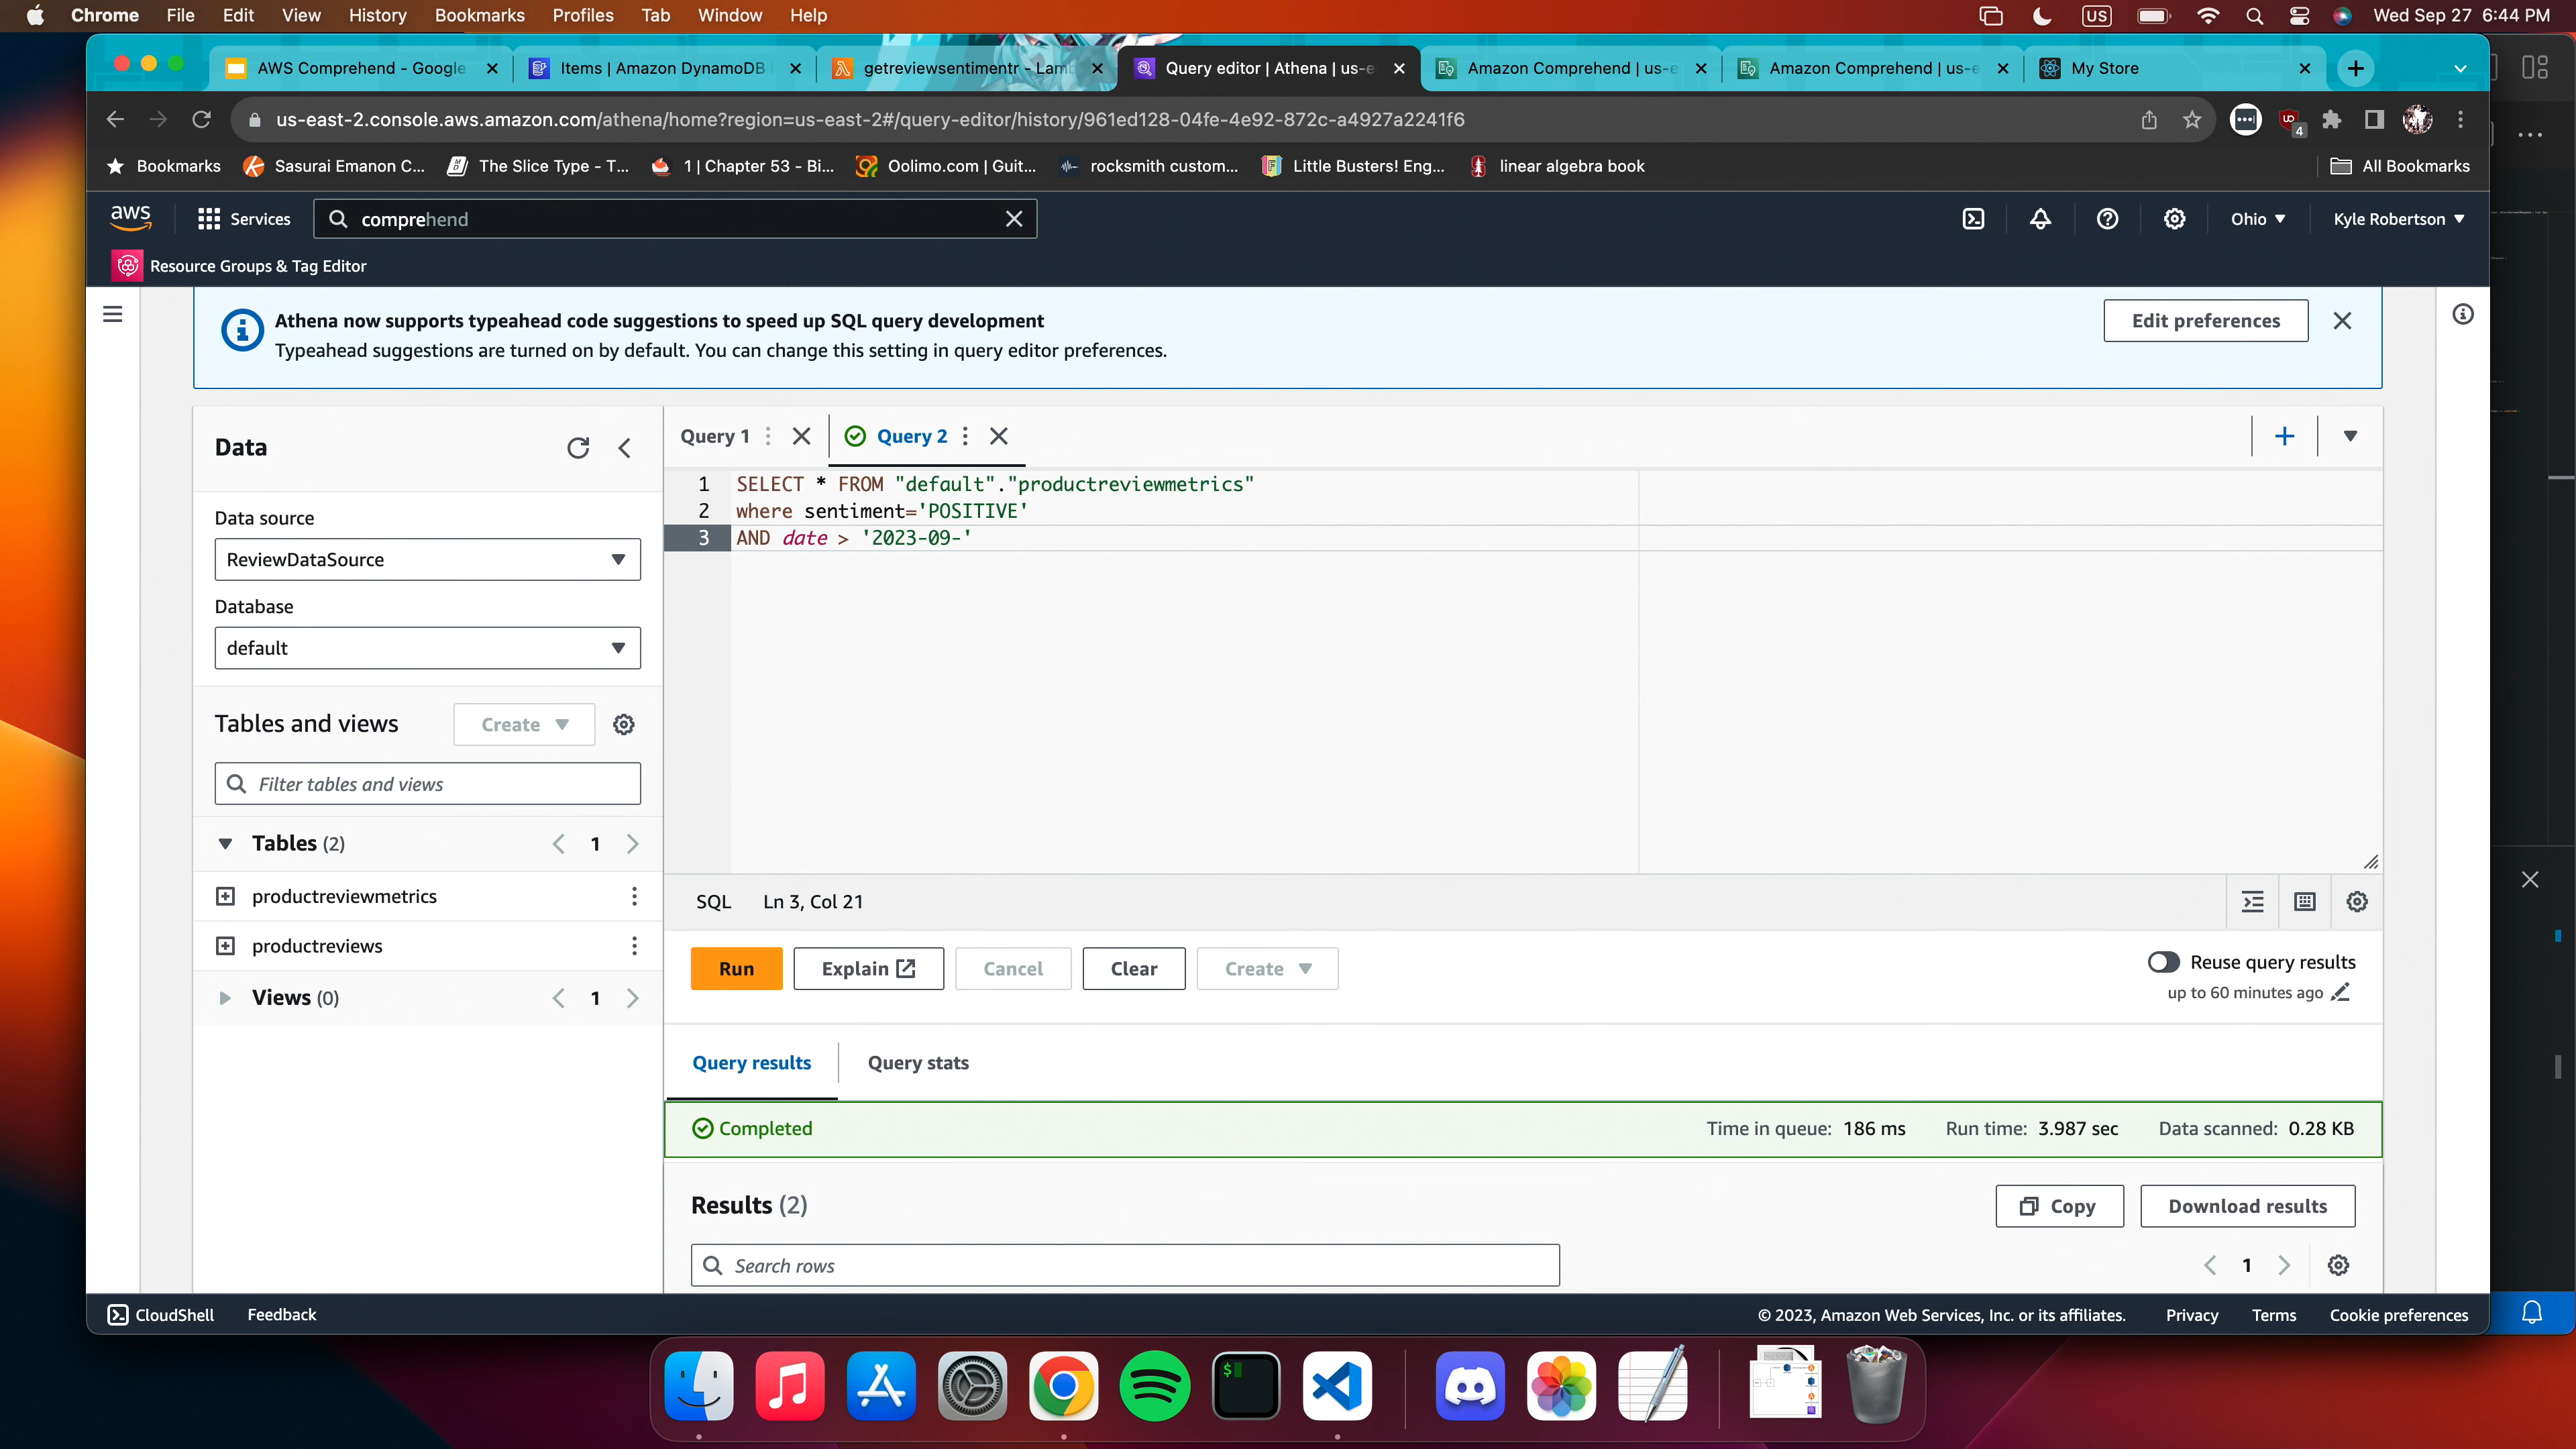 Chrome File Edit View History Bookmarks Profiles Tab Window Help US Wed Sep 27 6:44 PM
AWS Comprehend - Google Items | Amazon DynamoDB getreviewsentimentr - Lam Query editor | Athena | us-e Amazon Comprehend | us-e Amazon Comprehend | us-e My Store
us-east-2.console.aws.amazon.com/athena/home?region=us-east-2#/query-editor/history/961ed128-04fe-4e92-872c-a4927a2241f6 4
Bookmarks Sasurai Emanon C... The Slice Type - T... 1 | Chapter 53 - Bi... Oolimo.com | Guit... rocksmith custom... Little Busters! Eng... linear algebra book All Bookmarks
aws Services comprehend Ohio Kyle Robertson
Resource Groups & Tag Editor
Athena now supports typeahead code suggestions to speed up SQL query development
Typeahead suggestions are turned on by default. You can change this setting in query editor preferences.
Edit preferences
Data
Data source
ReviewDataSource
Database
default
Tables and views Create
Filter tables and views
Tables (2) 1
productreviewmetrics
productreviews
Views (0) 1
Query 1 Query 2
1 SELECT * FROM "default"."productreviewmetrics"
2 where sentiment='POSITIVE'
3 AND date > '2023-09-'
SQL Ln 3, Col 21
Run Explain Cancel Clear Create
Reuse query results
up to 60 minutes ago
Query results Query stats
Completed Time in queue: 186 ms Run time: 3.987 sec Data scanned: 0.28 KB
Results (2) Copy Download results
Search rows 1
CloudShell Feedback © 2023, Amazon Web Services, Inc. or its affiliates. Privacy Terms Cookie preferences